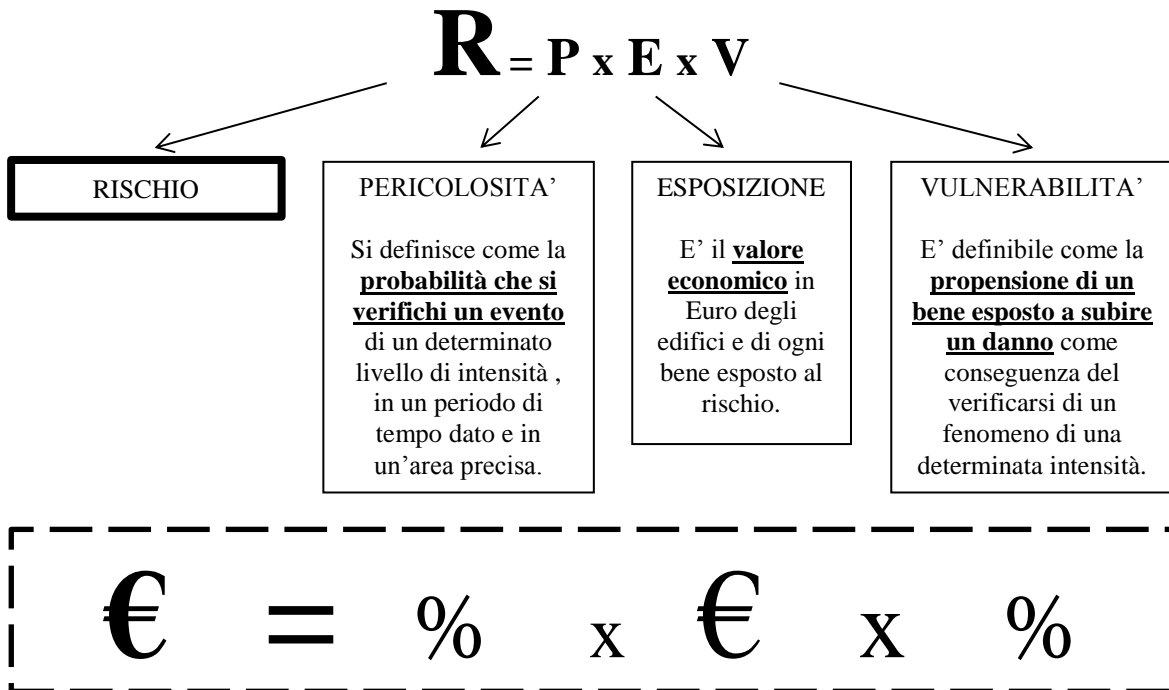 R = P x E x V
RISCHIO
PERICOLOSITA’
Si definisce come la
probabilità che si
verifichi un evento
di un determinato
livello di intensità ,
in un periodo di
tempo dato e in
un’area precisa.
ESPOSIZIONE
E’ il valore
economico in
Euro degli
edifici e di ogni
bene esposto al
rischio.
VULNERABILITA’
E’ definibile come la
propensione di un
bene esposto a subire
un danno come
conseguenza del
verificarsi di un
fenomeno di una
determinata intensità.
€ = % x € x %